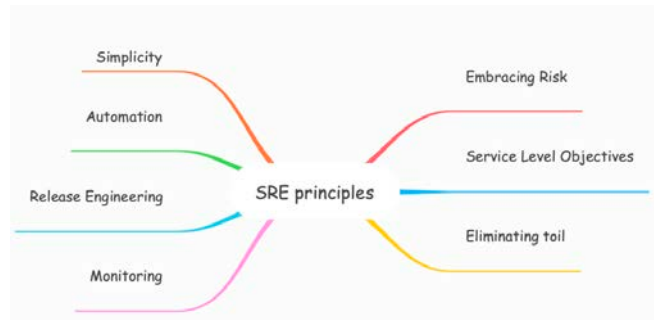 Simplicity
Automation
Release Engineering
Monitoring
SRE principles
Embracing Risk
Service Level Objectives
Eliminating toil